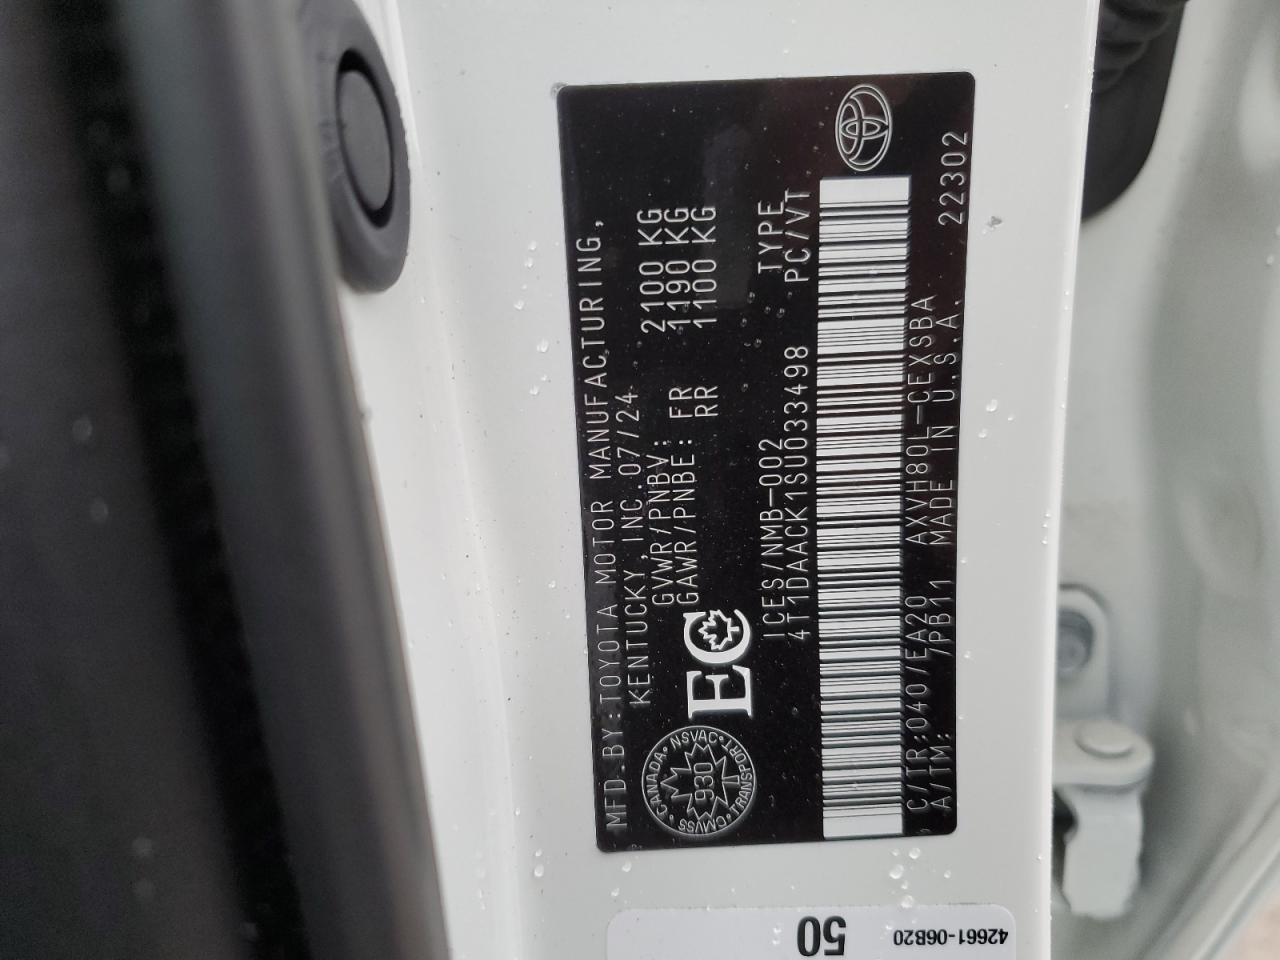 MFD.BY:TOYOTA MOTOR MANUFACTURING,
KENTUCKY, INC. 07/24
GVWR/PNBV: 2100 KG
GAWR/PNBE: FR 1190 KG
RR 1100 KG
CANADA • NSVAC • TRANSPORT • CMVSS
930
EC
ICES/NMB-002 TYPE
4T1DAACK1SU033498 PC/VT
C/TR:040/EA20 AXVH80L-CEXSBA 22302
A/TM: /PB11 MADE IN U.S.A.
50
42661-06B20